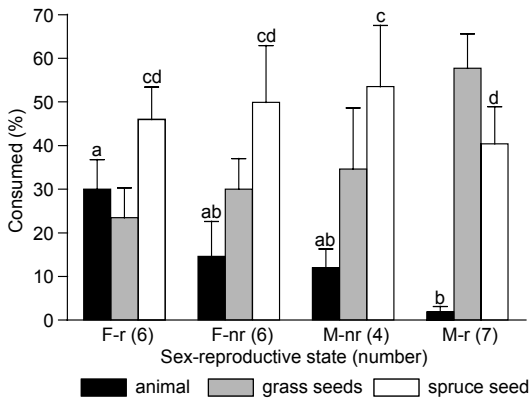 70
60
50
40
30
20
10
0
Consumed (%)
a
cd
ab
cd
ab
c
b
d
F-r (6) F-nr (6) M-nr (4) M-r (7)
Sex-reproductive state (number)
animal grass seeds spruce seed